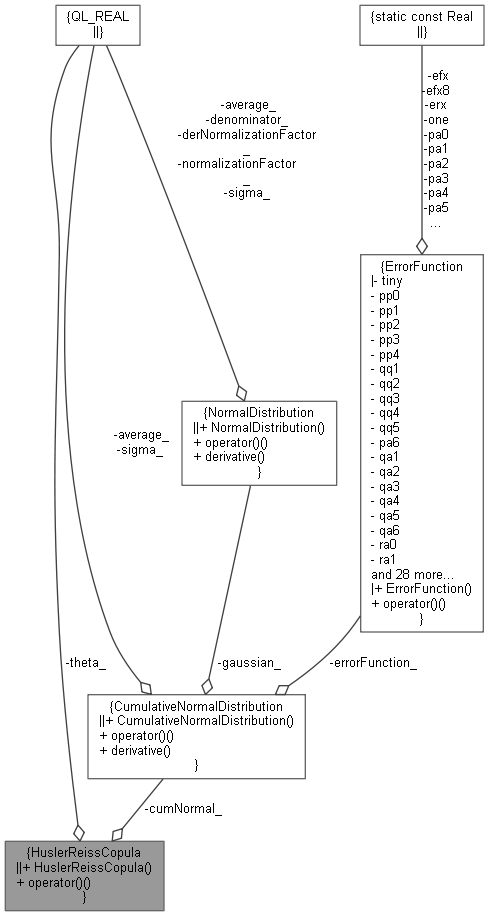 {QL_REAL
||}
{static const Real
||}
-efx
-efx8
-erx
-one
-pa0
-pa1
-pa2
-pa3
-pa4
-pa5
...
-average_
-denominator_
-derNormalizationFactor
_
-normalizationFactor
_
-sigma_
{ErrorFunction
|- tiny
- pp0
- pp1
- pp2
- pp3
- pp4
- qq1
- qq2
- qq3
- qq4
- qq5
- pa6
- qa1
- qa2
- qa3
- qa4
- qa5
- qa6
- ra0
- ra1
and 28 more...
|+ ErrorFunction()
+ operator()()
}
{NormalDistribution
||+ NormalDistribution()
+ operator()()
+ derivative()
}
-average_
-sigma_
-theta_
-gaussian_
-errorFunction_
{CumulativeNormalDistribution
||+ CumulativeNormalDistribution()
+ operator()()
+ derivative()
}
-cumNormal_
{HuslerReissCopula
||+ HuslerReissCopula()
+ operator()()
}